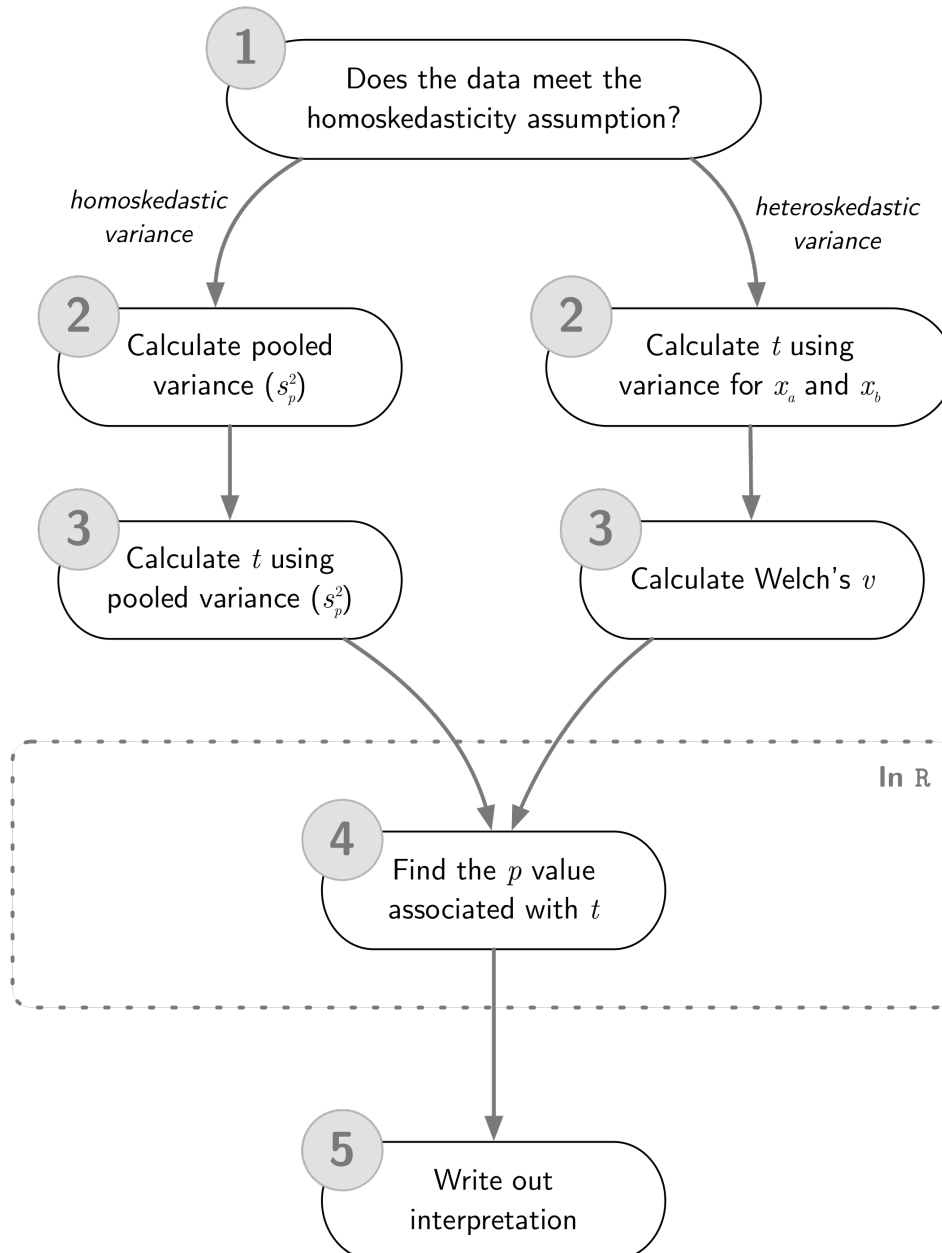 1
Does the data meet the
homoskedasticity assumption?
homoskedastic
variance
heteroskedastic
variance
2
Calculate pooled
variance (s²ₚ)
2
Calculate t using
variance for xₐ and x_b
3
Calculate t using
pooled variance (s²ₚ)
3
Calculate Welch's v
In R
4
Find the p value
associated with t
5
Write out
interpretation